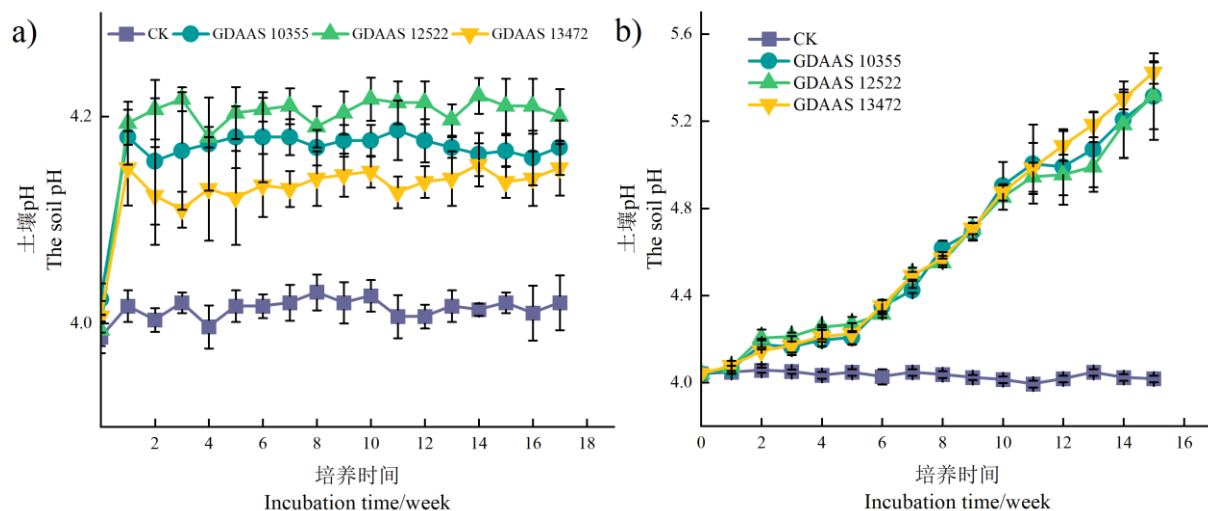 a)
CK GDAAS 10355 GDAAS 12522 GDAAS 13472
4.2
4.0
土壤pH
The soil pH
2 4 6 8 10 12 14 16 18
培养时间
Incubation time/week
b)
CK
GDAAS 10355
GDAAS 12522
GDAAS 13472
5.6
5.2
4.8
4.4
4.0
土壤pH
The soil pH
0 2 4 6 8 10 12 14 16
培养时间
Incubation time/week